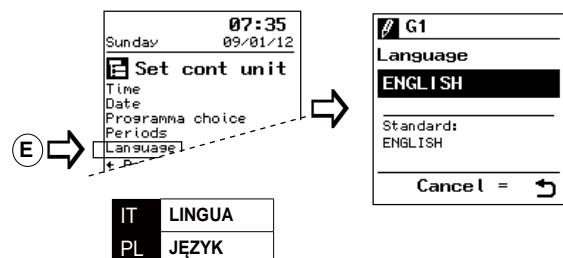 07:35
Sunday 09/01/12
Set cont unit
Time
Date
Programma choice
Periods
Language
E
G1
Language
ENGLISH
Standard:
ENGLISH
Cancel =
IT LINGUA
PL JĘZYK